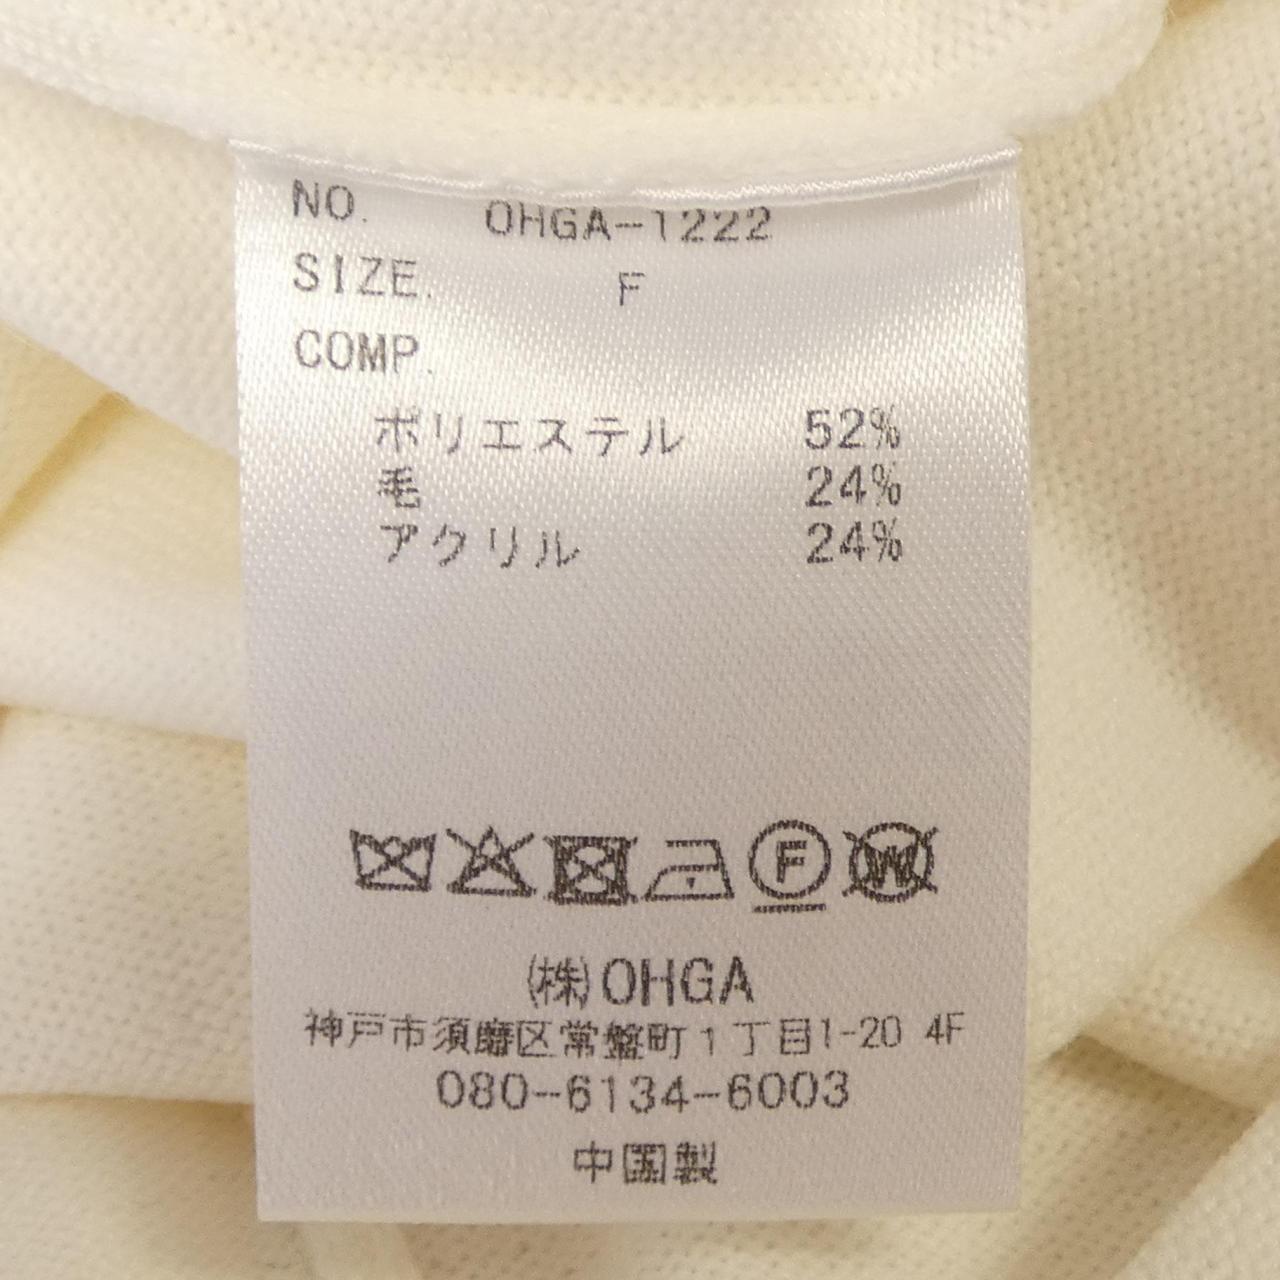 NO. OHGA-1222
SIZE. F
COMP.
ポリエステル 52%
毛 24%
アクリル 24%
F W
(株)OHGA
神戸市須磨区常盤町1丁目1-20 4F
080-6134-6003
中国製